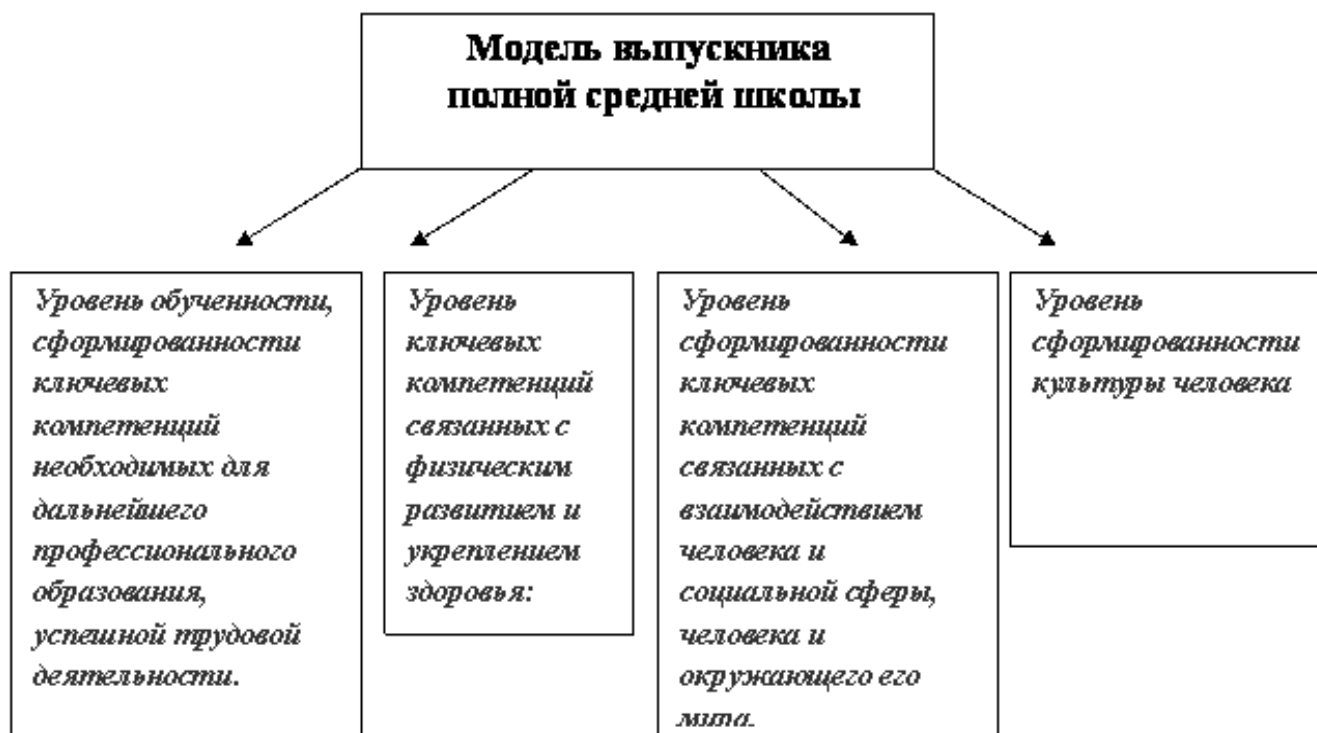 Модель выпускника
полной средней школы
Уровень обученности,
сформированности
ключевых
компетенций
необходимых для
дальнейшего
профессионального
образования,
успешной трудовой
деятельности.
Уровень
ключевых
компетенций
связанных с
физическим
развитием и
укреплением
здоровья:
Уровень
сформированности
ключевых
компетенций
связанных с
взаимодействием
человека и
социальной сферы,
человека и
окружающего его
мира.
Уровень
сформированности
культуры человека